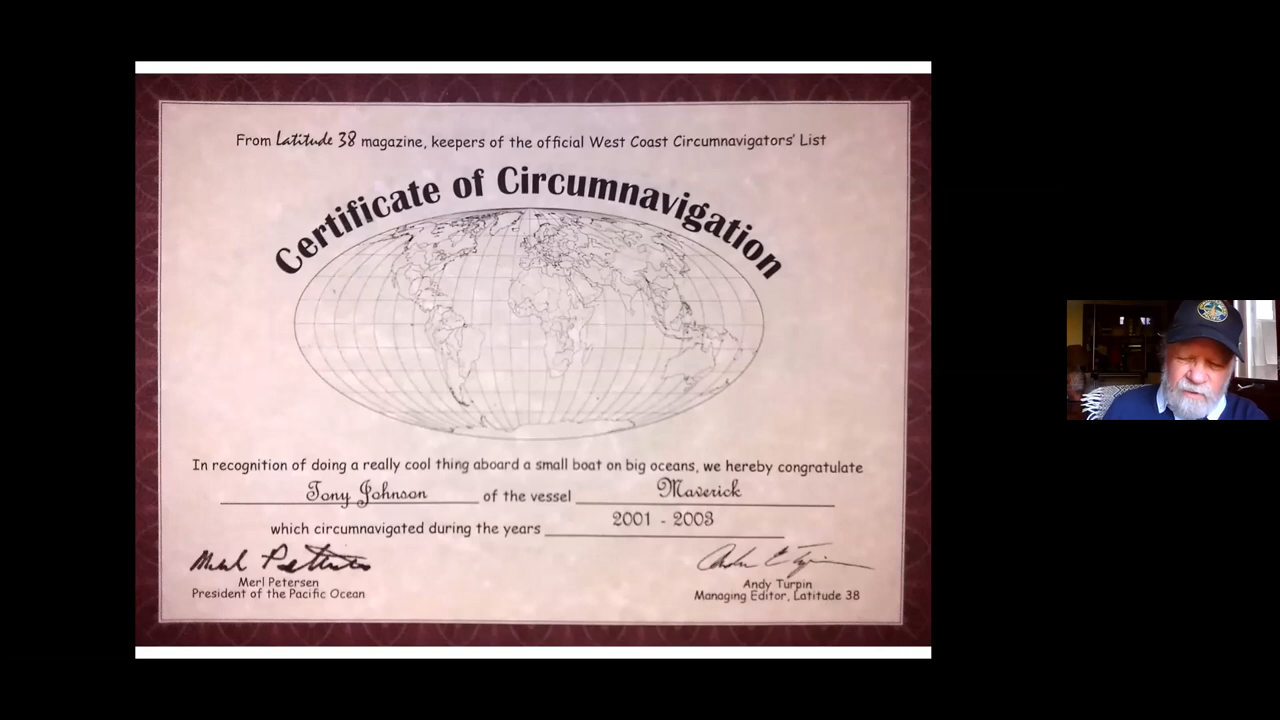 From Latitude 38 magazine, keepers of the official West Coast Circumnavigators' List
Certificate of Circumnavigation
In recognition of doing a really cool thing aboard a small boat on big oceans, we hereby congratulate
Tony Johnson of the vessel Maverick
which circumnavigated during the years 2001 - 2003
Merl Petersen
Andy Turpin
President of the Pacific Ocean
Managing Editor, Latitude 38